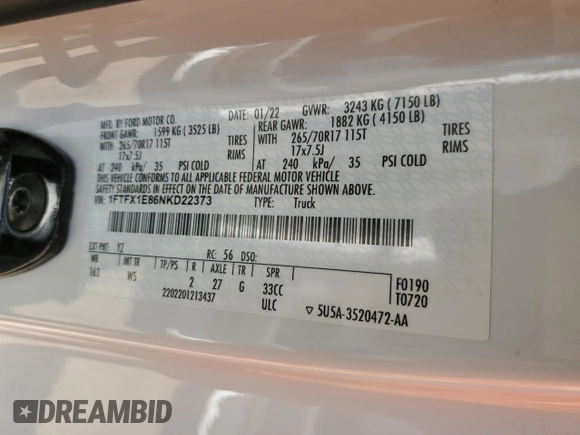 MFD. BY FORD MOTOR CO. 01/22 GVWR: 3243 KG ( 7150 LB)
FRONT GAWR: 1599 KG ( 3525 LB) REAR GAWR: 1882 KG ( 4150 LB)
WITH 265/70R17 115T TIRES WITH 265/70R17 115T TIRES
17x7.5J RIMS 17x7.5J RIMS
AT 240 kPa/ 35 PSI COLD AT 240 kPa/ 35 PSI COLD
THIS VEHICLE CONFORMS TO ALL APPLICABLE FEDERAL MOTOR VEHICLE
SAFETY STANDARDS IN EFFECT ON THE DATE OF MANUFACTURE SHOWN ABOVE.
VIN: 1FTFX1E86NKD22373 TYPE: Truck
EXT PNT: YZ RC: 56 DSO:
WB INT TR TP/PS R AXLE TR SPR
WS 2 27 G 33CC F0190
2202201213437 ULC T0720
▽ 5U5A-3520472-AA
DREAMBID